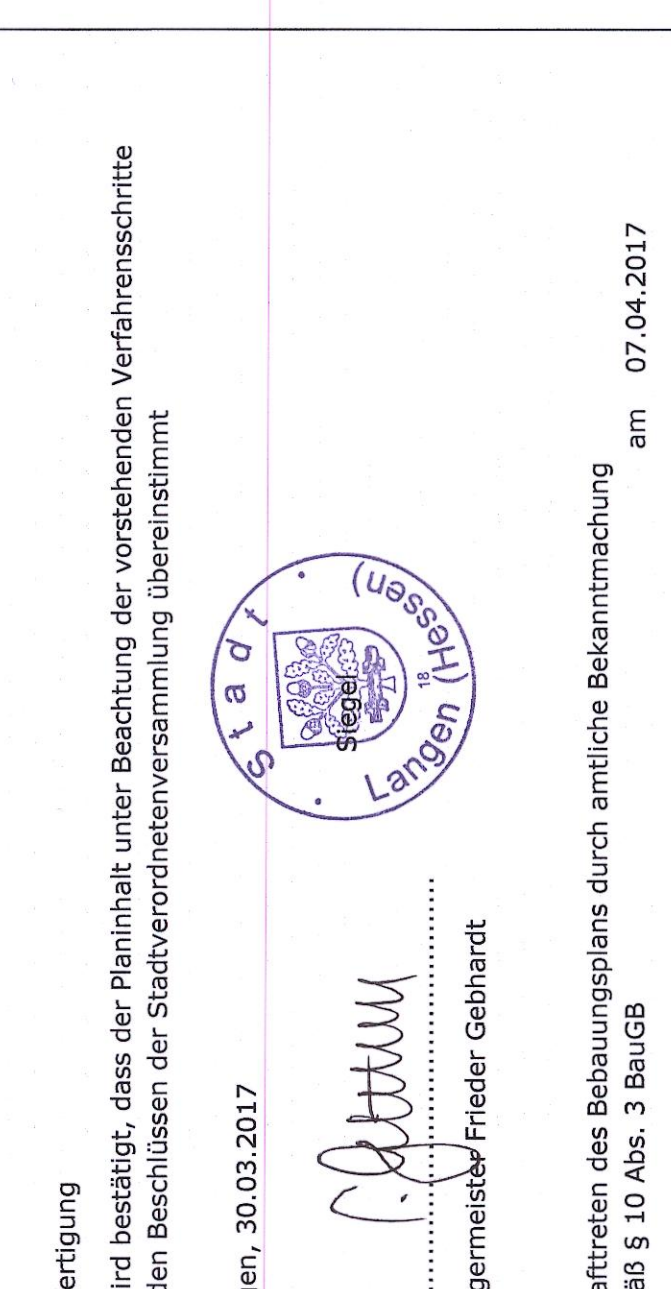 ertigung
ird bestätigt, dass der Planinhalt unter Beachtung der vorstehenden Verfahrensschritte
den Beschlüssen der Stadtverordnetenversammlung übereinstimmt
gen, 30.03.2017
Stadt
Siegel
18
Langen (Hessen)
germeister Frieder Gebhardt
afttreten des Bebauungsplans durch amtliche Bekanntmachung
äß § 10 Abs. 3 BauGB am 07.04.2017